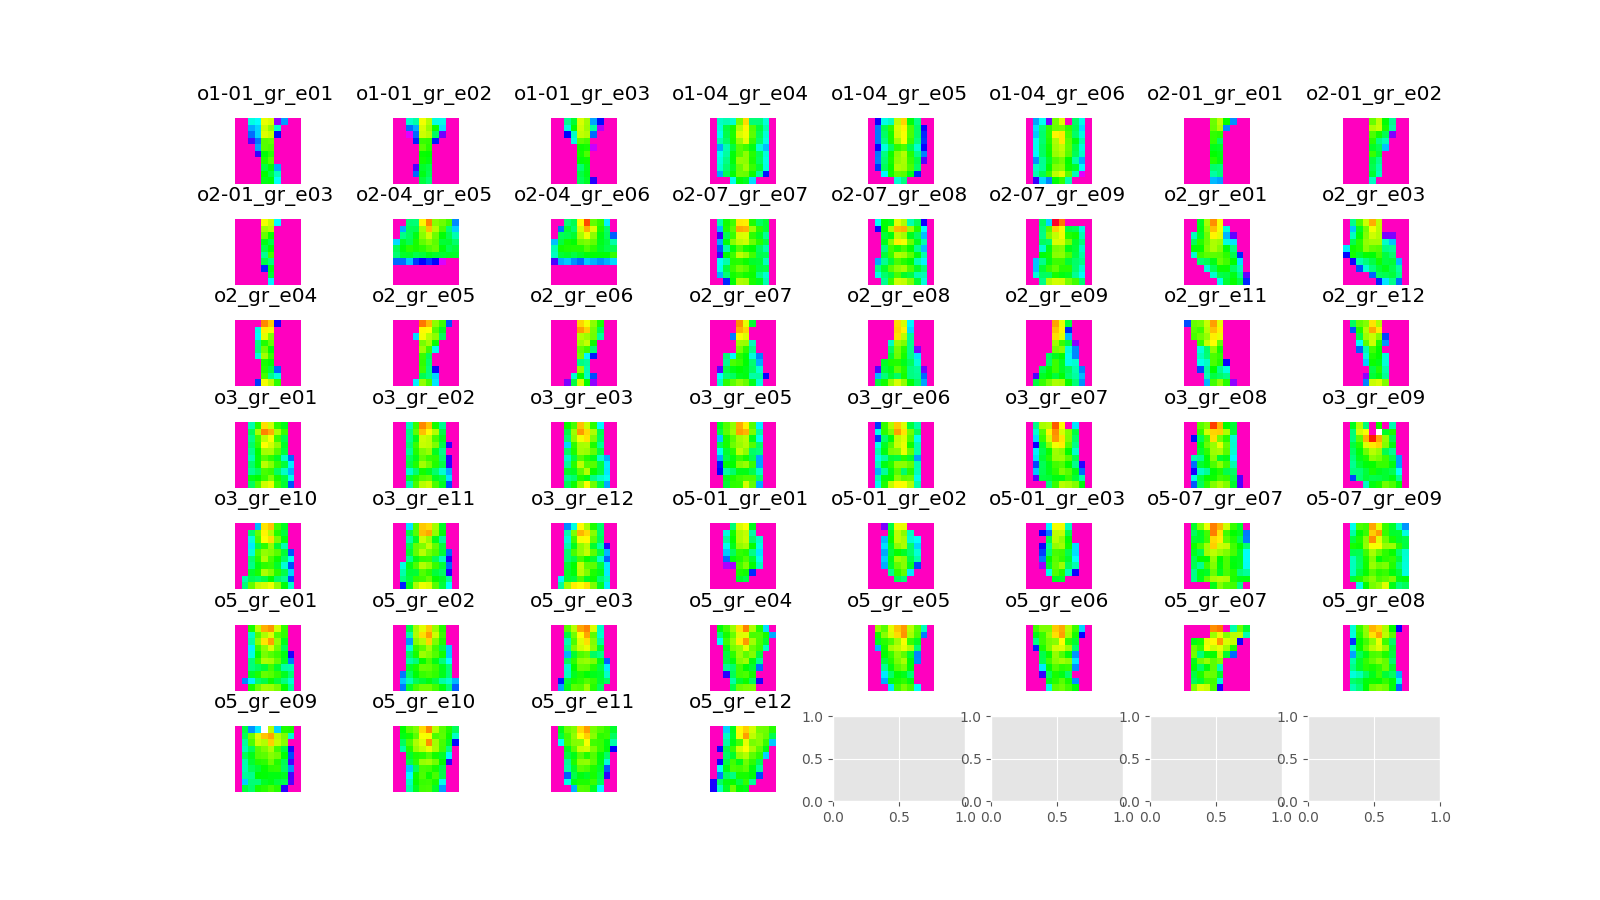 o1-01_gr_e01 o1-01_gr_e02 o1-01_gr_e03 o1-04_gr_e04 o1-04_gr_e05 o1-04_gr_e06 o2-01_gr_e01 o2-01_gr_e02
o2-01_gr_e03 o2-04_gr_e05 o2-04_gr_e06 o2-07_gr_e07 o2-07_gr_e08 o2-07_gr_e09 o2_gr_e01 o2_gr_e03
o2_gr_e04 o2_gr_e05 o2_gr_e06 o2_gr_e07 o2_gr_e08 o2_gr_e09 o2_gr_e11 o2_gr_e12
o3_gr_e01 o3_gr_e02 o3_gr_e03 o3_gr_e05 o3_gr_e06 o3_gr_e07 o3_gr_e08 o3_gr_e09
o3_gr_e10 o3_gr_e11 o3_gr_e12 o5-01_gr_e01 o5-01_gr_e02 o5-01_gr_e03 o5-07_gr_e07 o5-07_gr_e09
o5_gr_e01 o5_gr_e02 o5_gr_e03 o5_gr_e04 o5_gr_e05 o5_gr_e06 o5_gr_e07 o5_gr_e08
o5_gr_e09 o5_gr_e10 o5_gr_e11 o5_gr_e12
1.0 1.0 1.0 1.0
0.5 0.5 0.5 0.5
0.0 0.0 0.0 0.0
0.0 0.5 1.0 0.0 0.5 1.0 0.0 0.5 1.0 0.0 0.5 1.0